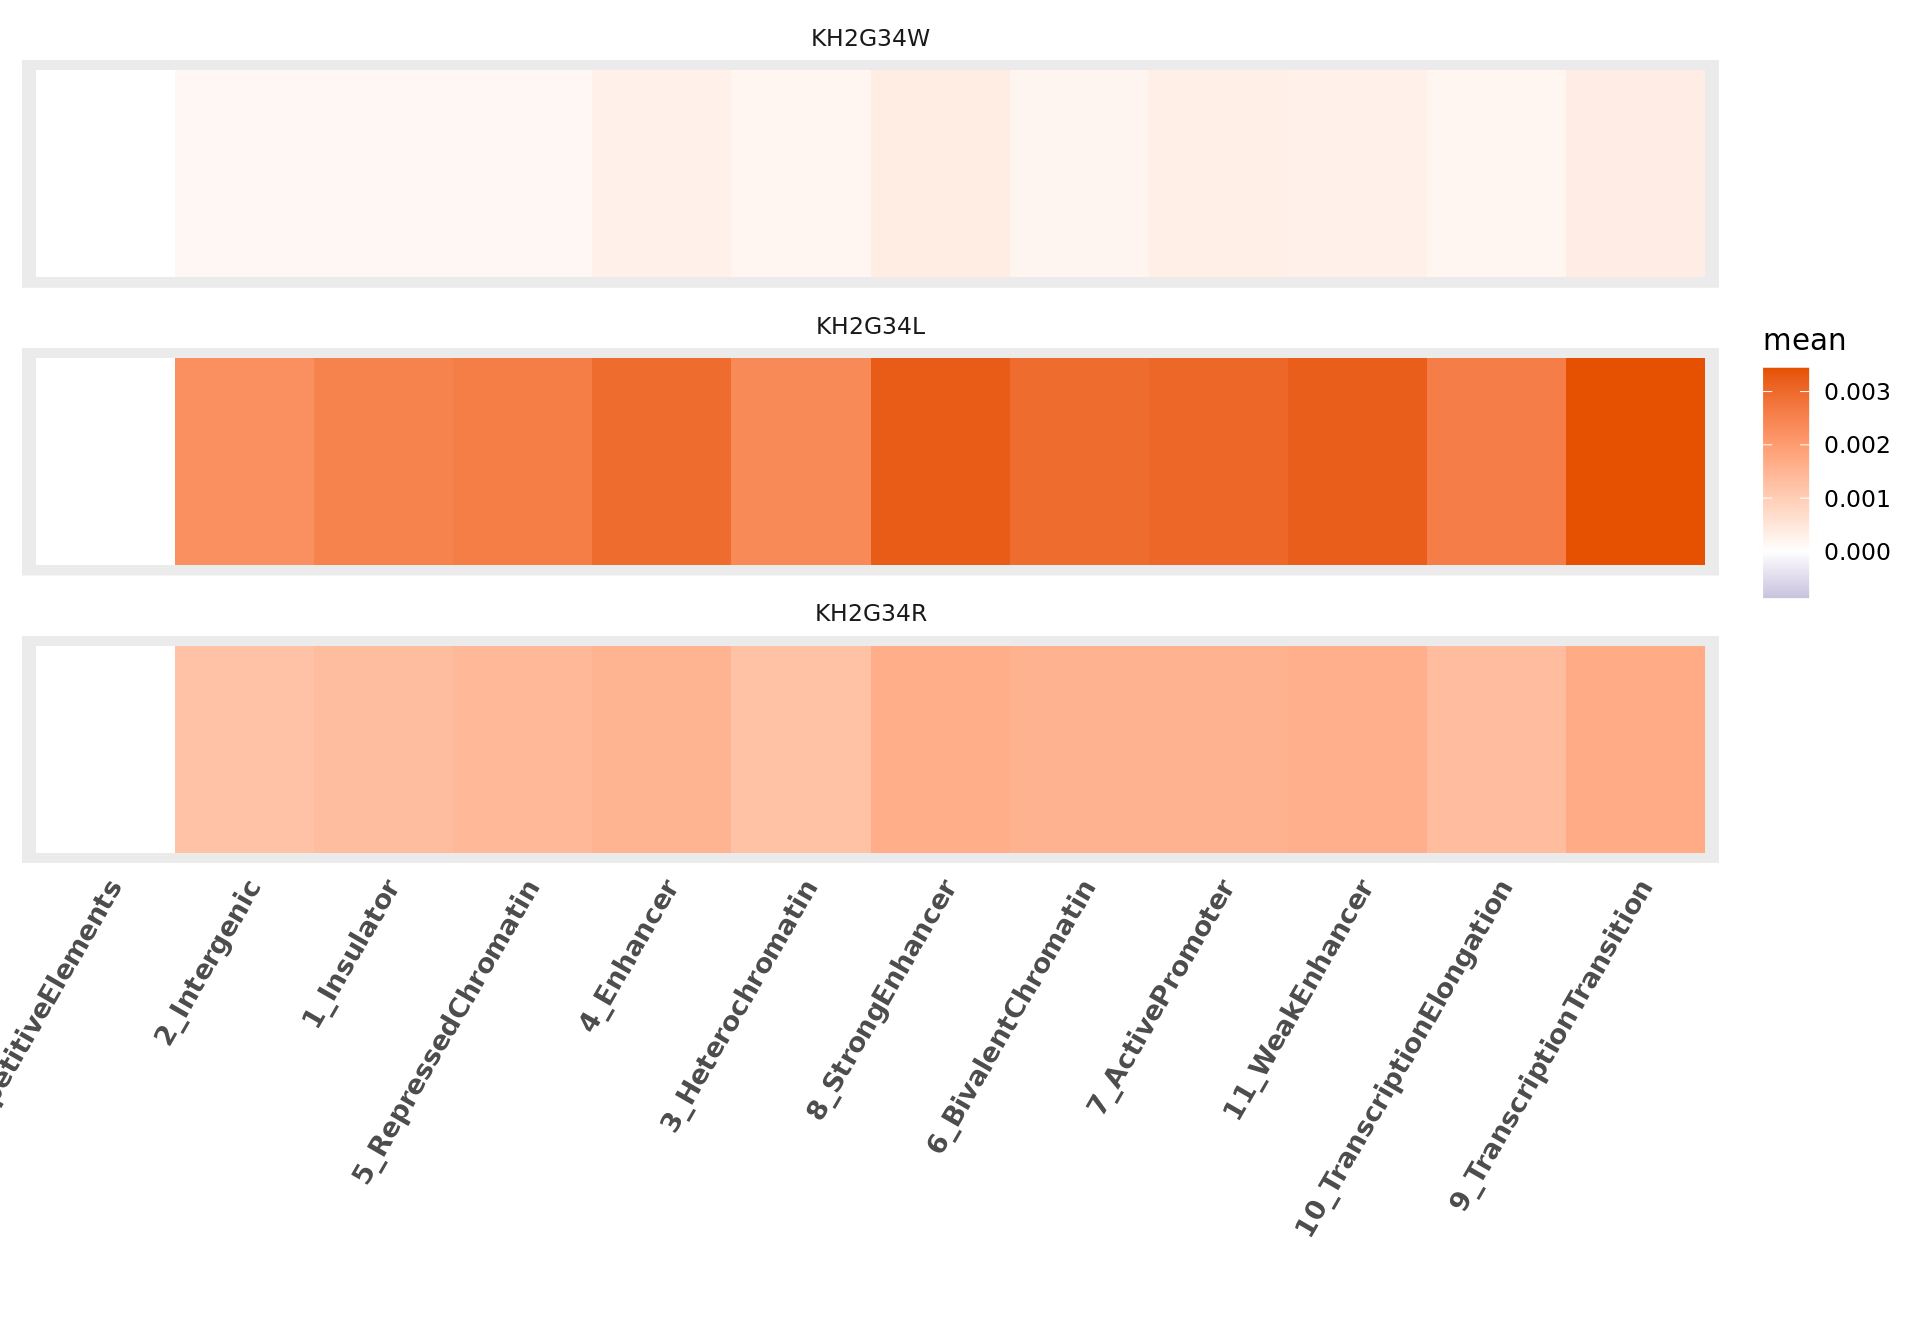 KH2G34W
KH2G34L
mean
0.003
0.002
0.001
0.000
KH2G34R
petitiveElements
2_Intergenic
1_Insulator
5_RepressedChromatin
4_Enhancer
3_Heterochromatin
8_StrongEnhancer
6_BivalentChromatin
7_ActivePromoter
11_WeakEnhancer
10_TranscriptionElongation
9_TranscriptionTransition